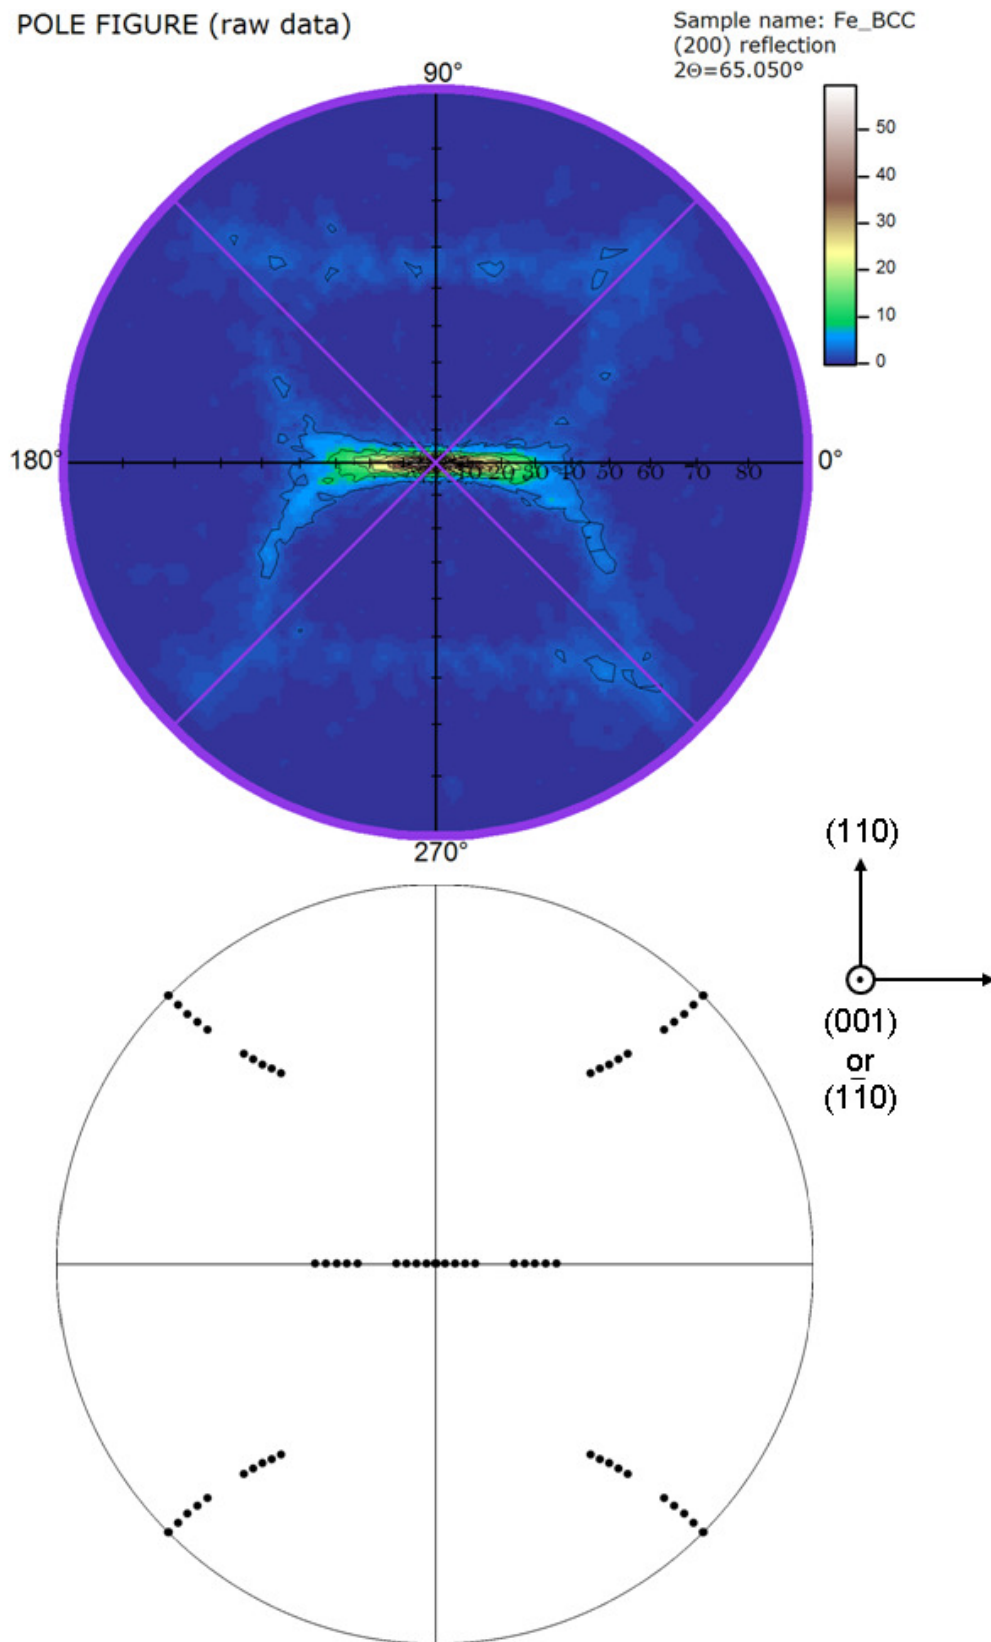 POLE FIGURE (raw data)
Sample name: Fe_BCC
(200) reflection
2Θ=65.050°
90°
50
40
30
20
10
0
180°
10 20 30 40 50 60 70 80
0°
270°
(110)
(001)
or
(11̅0)